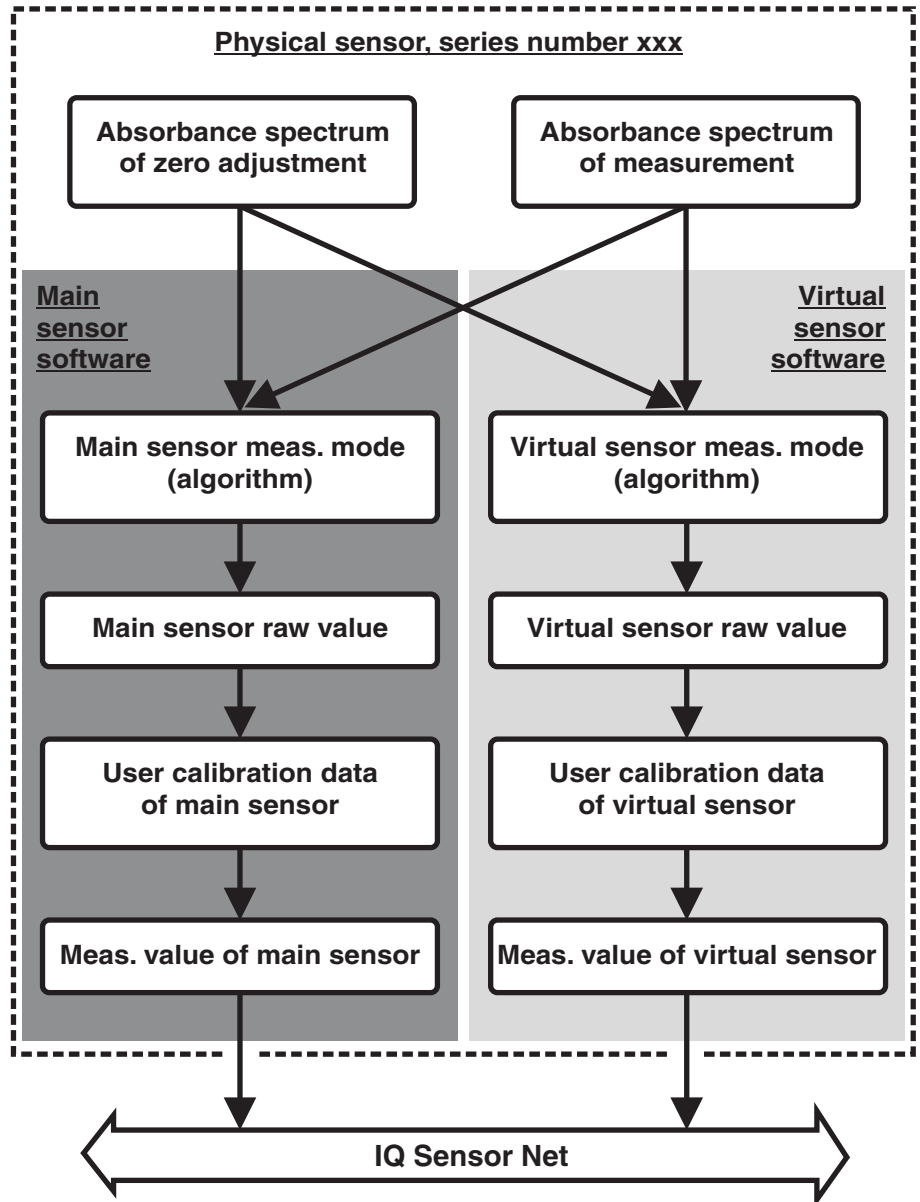 Physical sensor, series number xxx
Absorbance spectrum
of zero adjustment
Absorbance spectrum
of measurement
Main
sensor
software
Virtual
sensor
software
Main sensor meas. mode
(algorithm)
Virtual sensor meas. mode
(algorithm)
Main sensor raw value
Virtual sensor raw value
User calibration data
of main sensor
User calibration data
of virtual sensor
Meas. value of main sensor
Meas. value of virtual sensor
IQ Sensor Net